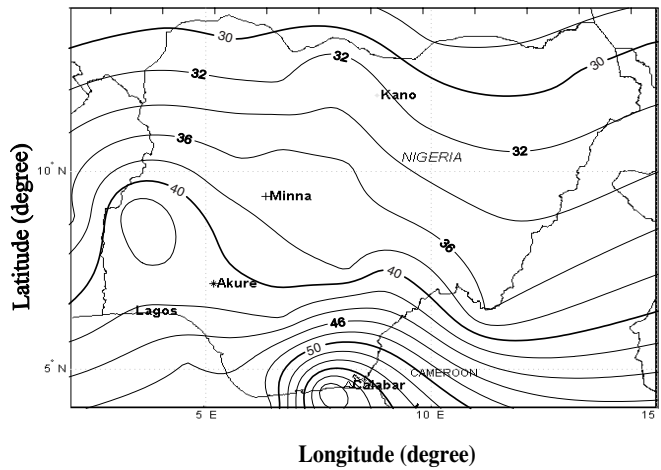 30
32
32
Kano
30
36
NIGERIA
32
10° N
40
Minna
36
40
Akure
Lagos
46
50
CAMEROON
5° N
Calabar
5 E
10 E
15
Latitude (degree)
Longitude (degree)